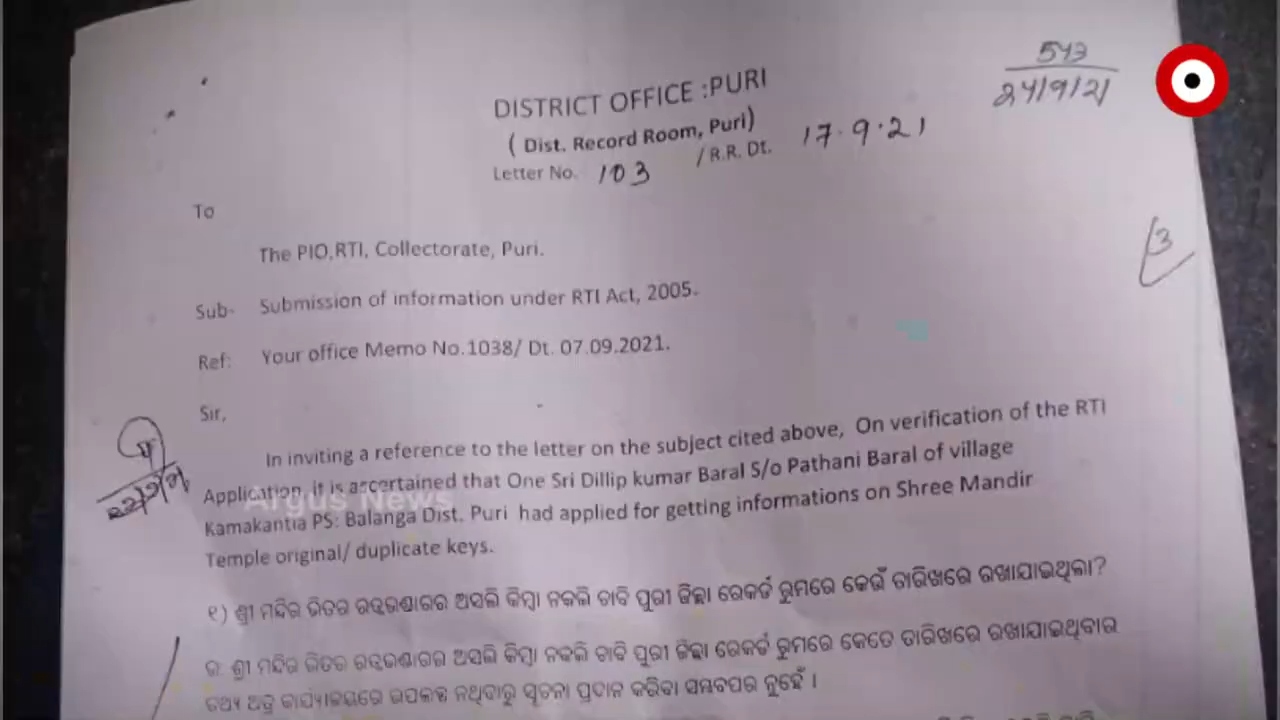 543
24/9/21
DISTRICT OFFICE :PURI
( Dist. Record Room, Puri)
Letter No. 103 /R.R. Dt. 17.9.21
3
To
The PIO,RTI, Collectorate, Puri.
Sub- Submission of information under RTI Act, 2005.
Ref: Your office Memo No.1038/ Dt. 07.09.2021.
Sir,
In inviting a reference to the letter on the subject cited above, On verification of the RTI
Application, it is ascertained that One Sri Dillip kumar Baral S/o Pathani Baral of village
Argus News
Kamakantia PS: Balanga Dist. Puri had applied for getting informations on Shree Mandir
Temple original/ duplicate keys.
୧) ଶ୍ରୀ ମନ୍ଦିର ଭିତର ରତ୍ନଭଣ୍ଡାରର ଅସଲି କିମ୍ବା ନକଲି ଚାବି ପୁରୀ ଜିଲ୍ଲା ରେକର୍ଡ ରୁମରେ କେଉଁ ତାରିଖରେ ରଖାଯାଇଥିଲା?
ଉ: ଶ୍ରୀ ମନ୍ଦିର ଭିତର ରତ୍ନଭଣ୍ଡାରର ଅସଲି କିମ୍ବା ନକଲି ଚାବି ପୁରୀ ଜିଲ୍ଲା ରେକର୍ଡ ରୁମରେ କେତେ ତାରିଖରେ ରଖାଯାଇଥିବାର
ତଥ୍ୟ ଅତ୍ର କାର୍ଯ୍ୟାଳୟରେ ଉପଲବ୍ଧ ନଥିବାରୁ ସୂଚନା ପ୍ରଦାନ କରିବା ସମ୍ଭବପର ନୁହେଁ ।